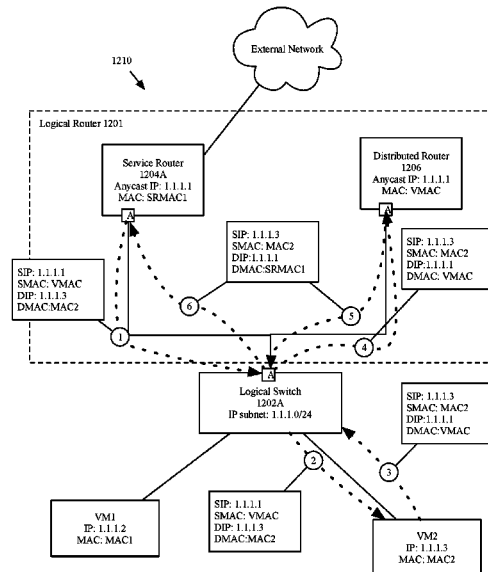 External Network
1210
Logical Router 1201
Service Router
1204A
Anycast IP: 1.1.1.1
MAC: SRMAC1
A
Distributed Router
1206
Anycast IP: 1.1.1.1
MAC: VMAC
A
SIP: 1.1.1.3
SMAC: MAC2
DIP:1.1.1.1
DMAC:SRMAC1
SIP: 1.1.1.3
SMAC: MAC2
DIP:1.1.1.1
DMAC: VMAC
SIP: 1.1.1.1
SMAC: VMAC
DIP: 1.1.1.3
DMAC:MAC2
6
5
1
4
A
Logical Switch
1202A
IP subnet: 1.1.1.0/24
SIP: 1.1.1.3
SMAC: MAC2
DIP:1.1.1.1
DMAC:VMAC
2
3
VM1
IP: 1.1.1.2
MAC: MAC1
SIP: 1.1.1.1
SMAC: VMAC
DIP: 1.1.1.3
DMAC:MAC2
VM2
IP: 1.1.1.3
MAC: MAC2